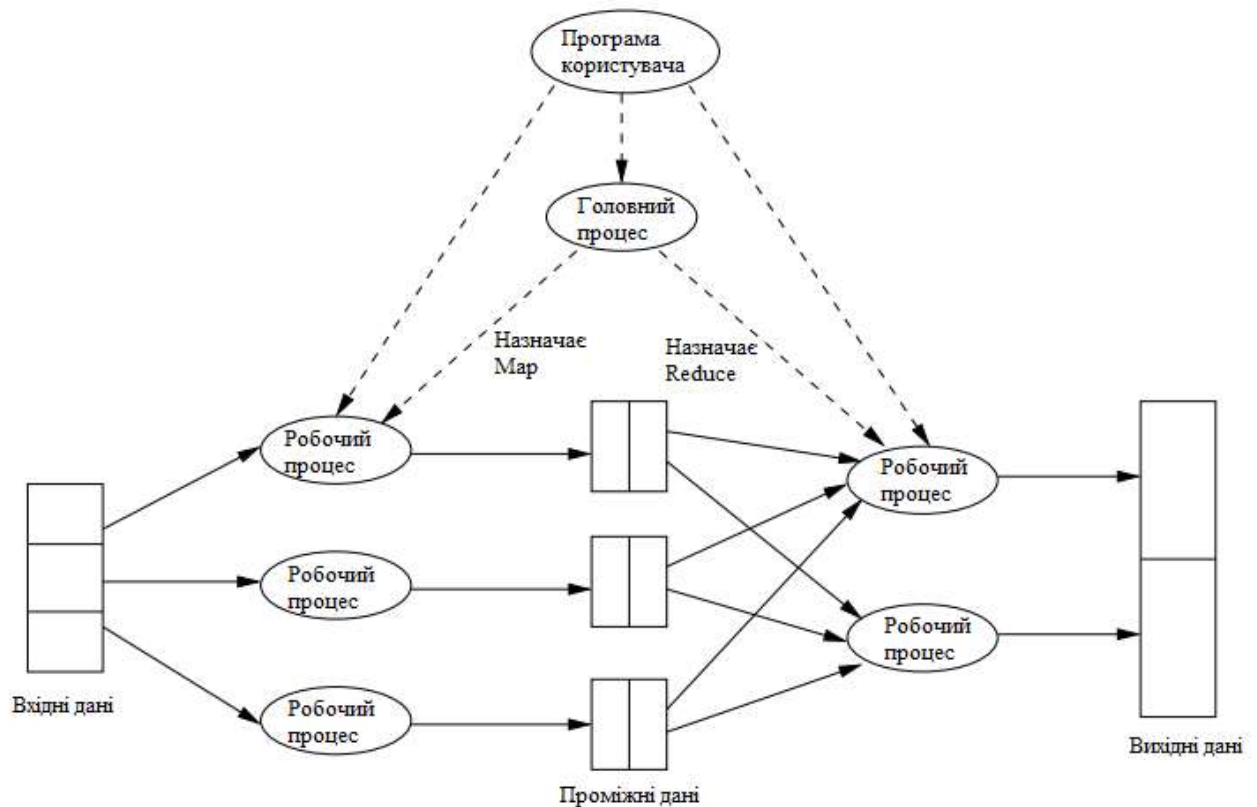 Програма
користувача
Головний
процес
Назначає
Map
Назначає
Reduce
Робочий
процес
Робочий
процес
Робочий
процес
Робочий
процес
Робочий
процес
Вхідні дані
Проміжні дані
Вихідні дані